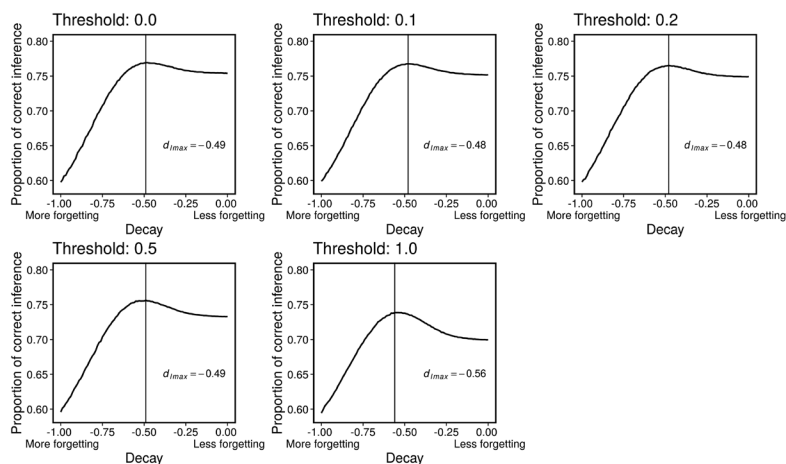 Threshold: 0.0
Proportion of correct inference
0.80
0.75
0.70
0.65
0.60
d Imax = −0.49
-1.00 -0.75 -0.50 -0.25 0.00
More forgetting Less forgetting
Decay
Threshold: 0.1
Proportion of correct inference
0.80
0.75
0.70
0.65
0.60
d Imax = −0.48
-1.00 -0.75 -0.50 -0.25 0.00
More forgetting Less forgetting
Decay
Threshold: 0.2
Proportion of correct inference
0.80
0.75
0.70
0.65
0.60
d Imax = −0.48
-1.00 -0.75 -0.50 -0.25 0.00
More forgetting Less forgetting
Decay
Threshold: 0.5
Proportion of correct inference
0.80
0.75
0.70
0.65
0.60
d Imax = −0.49
-1.00 -0.75 -0.50 -0.25 0.00
More forgetting Less forgetting
Decay
Threshold: 1.0
Proportion of correct inference
0.80
0.75
0.70
0.65
0.60
d Imax = −0.56
-1.00 -0.75 -0.50 -0.25 0.00
More forgetting Less forgetting
Decay